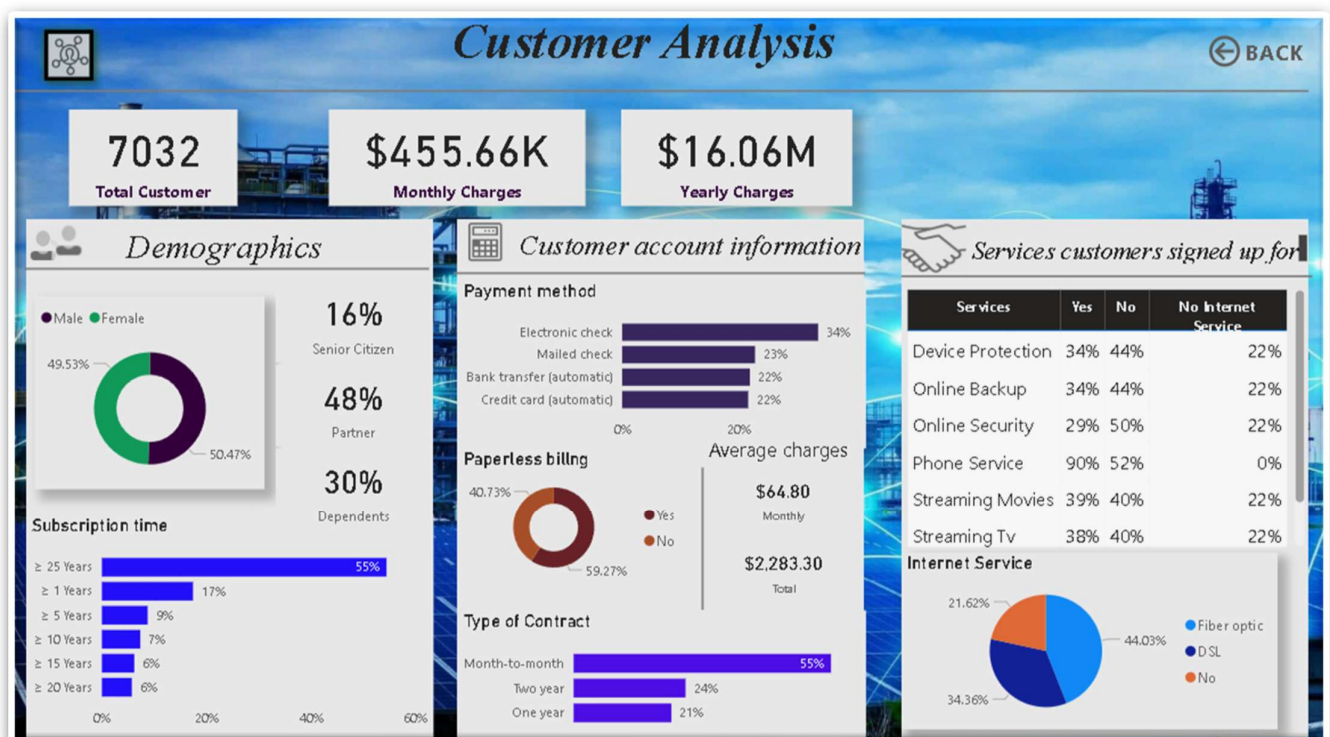 Customer Analysis
BACK
7032
Total Customer
$455.66K
Monthly Charges
$16.06M
Yearly Charges
Demographics
Male Female
49.53%
50.47%
16%
Senior Citizen
48%
Partner
30%
Dependents
Subscription time
≥ 25 Years 55%
≥ 1 Years 17%
≥ 5 Years 9%
≥ 10 Years 7%
≥ 15 Years 6%
≥ 20 Years 6%
0% 20% 40% 60%
Customer account information
Payment method
Electronic check 34%
Mailed check 23%
Bank transfer (automatic) 22%
Credit card (automatic) 22%
0% 20%
Paperless billng
40.73%
59.27%
Yes
No
Average charges
$64.80
Monthly
$2,283.30
Total
Type of Contract
Month-to-month 55%
Two year 24%
One year 21%
Services customers signed up for
Services Yes No No Internet
Service
Device Protection 34% 44% 22%
Online Backup 34% 44% 22%
Online Security 29% 50% 22%
Phone Service 90% 52% 0%
Streaming Movies 39% 40% 22%
Streaming Tv 38% 40% 22%
Internet Service
21.62%
44.03%
34.36%
Fiber optic
DSL
No